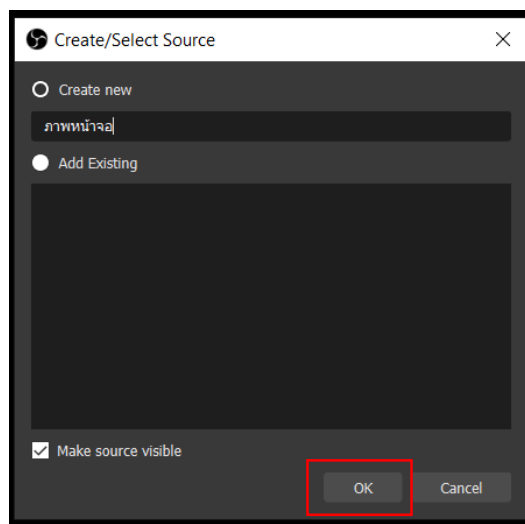 Create/Select Source
Create new
ภาพหน้าจอ
Add Existing
Make source visible
OK Cancel